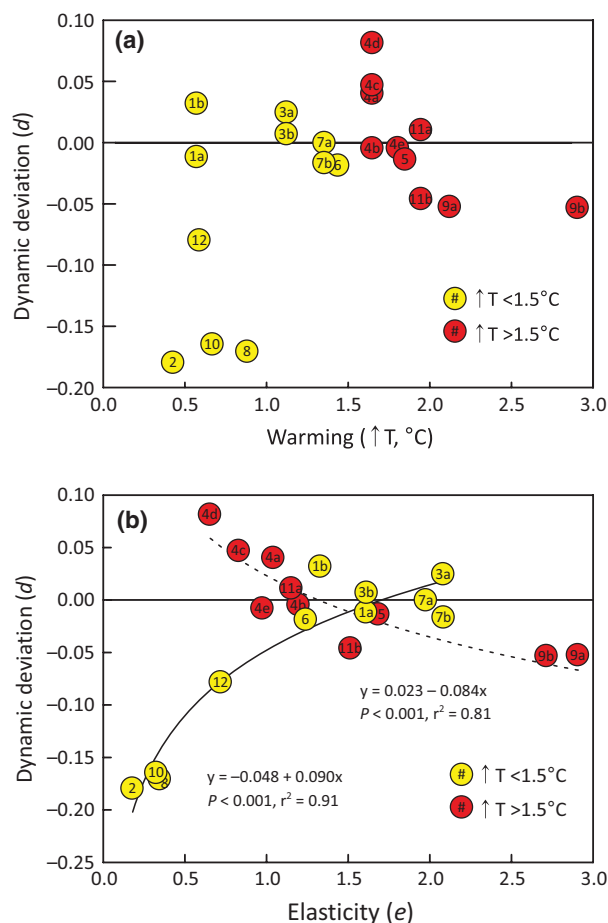 (a)
Dynamic deviation (d)
0.10
0.05
0.00
−0.05
−0.10
−0.15
−0.20
4d
4c
4a
1b
3a
3b
11a
7a
4b
4e
1a
7b
6
5
11b
9a
9b
12
10
8
2
# ↑T <1.5°C
# ↑T >1.5°C
0.0 0.5 1.0 1.5 2.0 2.5 3.0
Warming (↑T, °C)
(b)
Dynamic deviation (d)
0.10
0.05
0.00
−0.05
−0.10
−0.15
−0.20
−0.25
4d
4c
4a
1b
3a
11a
3b
7a
4e
4b
1a
5
6
7b
11b
9b
9a
12
10
8
2
y = 0.023 – 0.084x
P < 0.001, r² = 0.81
y = –0.048 + 0.090x
P < 0.001, r² = 0.91
# ↑T <1.5°C
# ↑T >1.5°C
0.0 0.5 1.0 1.5 2.0 2.5 3.0
Elasticity (e)